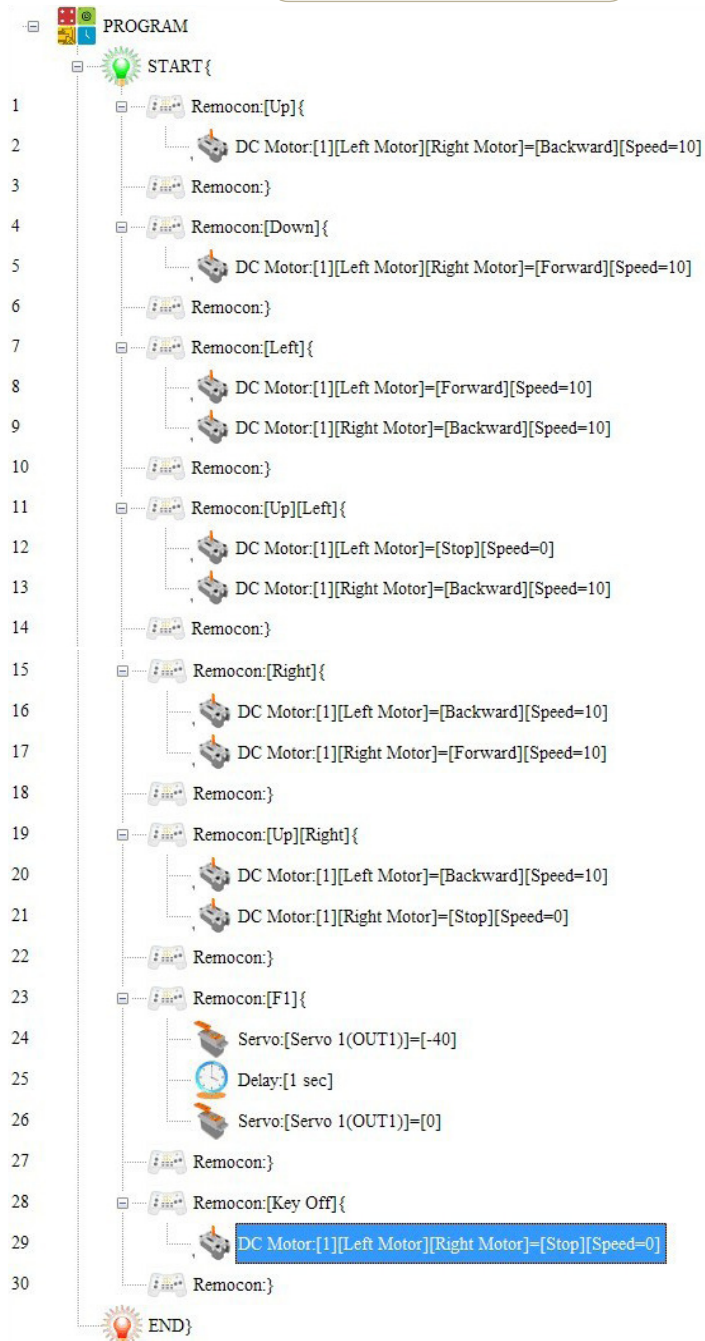 PROGRAM
START{
1 Remocon:[Up]{
2 DC Motor:[1][Left Motor][Right Motor]=[Backward][Speed=10]
3 Remocon:}
4 Remocon:[Down]{
5 DC Motor:[1][Left Motor][Right Motor]=[Forward][Speed=10]
6 Remocon:}
7 Remocon:[Left]{
8 DC Motor:[1][Left Motor]=[Forward][Speed=10]
9 DC Motor:[1][Right Motor]=[Backward][Speed=10]
10 Remocon:}
11 Remocon:[Up][Left]{
12 DC Motor:[1][Left Motor]=[Stop][Speed=0]
13 DC Motor:[1][Right Motor]=[Backward][Speed=10]
14 Remocon:}
15 Remocon:[Right]{
16 DC Motor:[1][Left Motor]=[Backward][Speed=10]
17 DC Motor:[1][Right Motor]=[Forward][Speed=10]
18 Remocon:}
19 Remocon:[Up][Right]{
20 DC Motor:[1][Left Motor]=[Backward][Speed=10]
21 DC Motor:[1][Right Motor]=[Stop][Speed=0]
22 Remocon:}
23 Remocon:[F1]{
24 Servo:[Servo 1(OUT1)]=[-40]
25 Delay:[1 sec]
26 Servo:[Servo 1(OUT1)]=[0]
27 Remocon:}
28 Remocon:[Key Off]{
29 DC Motor:[1][Left Motor][Right Motor]=[Stop][Speed=0]
30 Remocon:}
END}